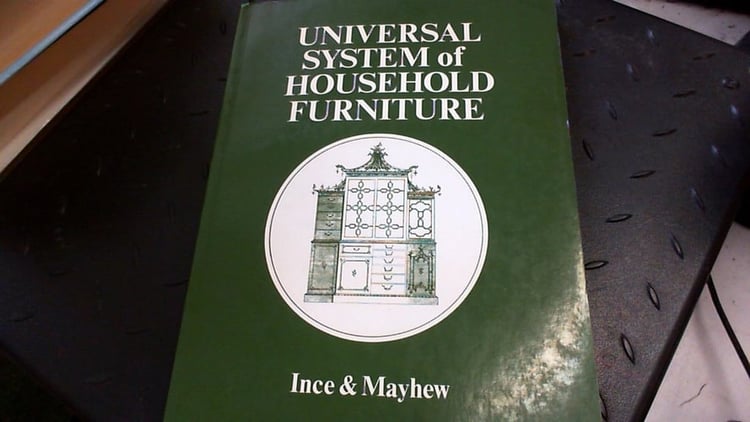 UNIVERSAL
SYSTEM of
HOUSEHOLD
FURNITURE
Ince & Mayhew